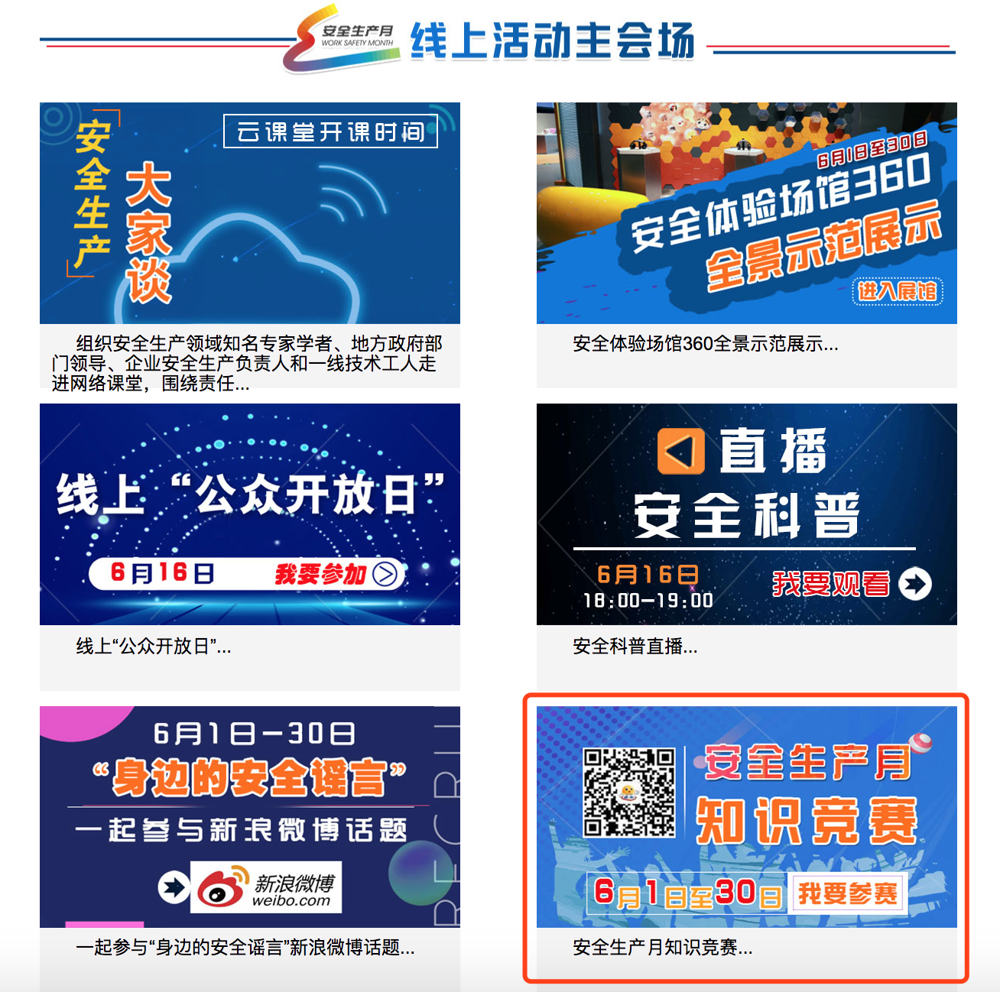 安全生产月
WORK SAFETY MONTH
线上活动主会场
安全生产
大家谈
云课堂开课时间
组织安全生产领域知名专家学者、地方政府部
门领导、企业安全生产负责人和一线技术工人走
进网络课堂，围绕责任...
6月1日至30日
安全体验场馆360
全景示范展示
进入展馆
安全体验场馆360全景示范展示...
线上“公众开放日”
6月16日
我要参加
线上“公众开放日”...
直播
安全科普
6月16日
18:00—19:00
我要观看
安全科普直播...
6月1日—30日
“身边的安全谣言”
一起参与新浪微博话题
新浪微博
weibo.com
RECRUI
一起参与“身边的安全谣言”新浪微博话题...
安全生产月
知识竞赛
6月1日至30日
我要参赛
安全生产月知识竞赛...